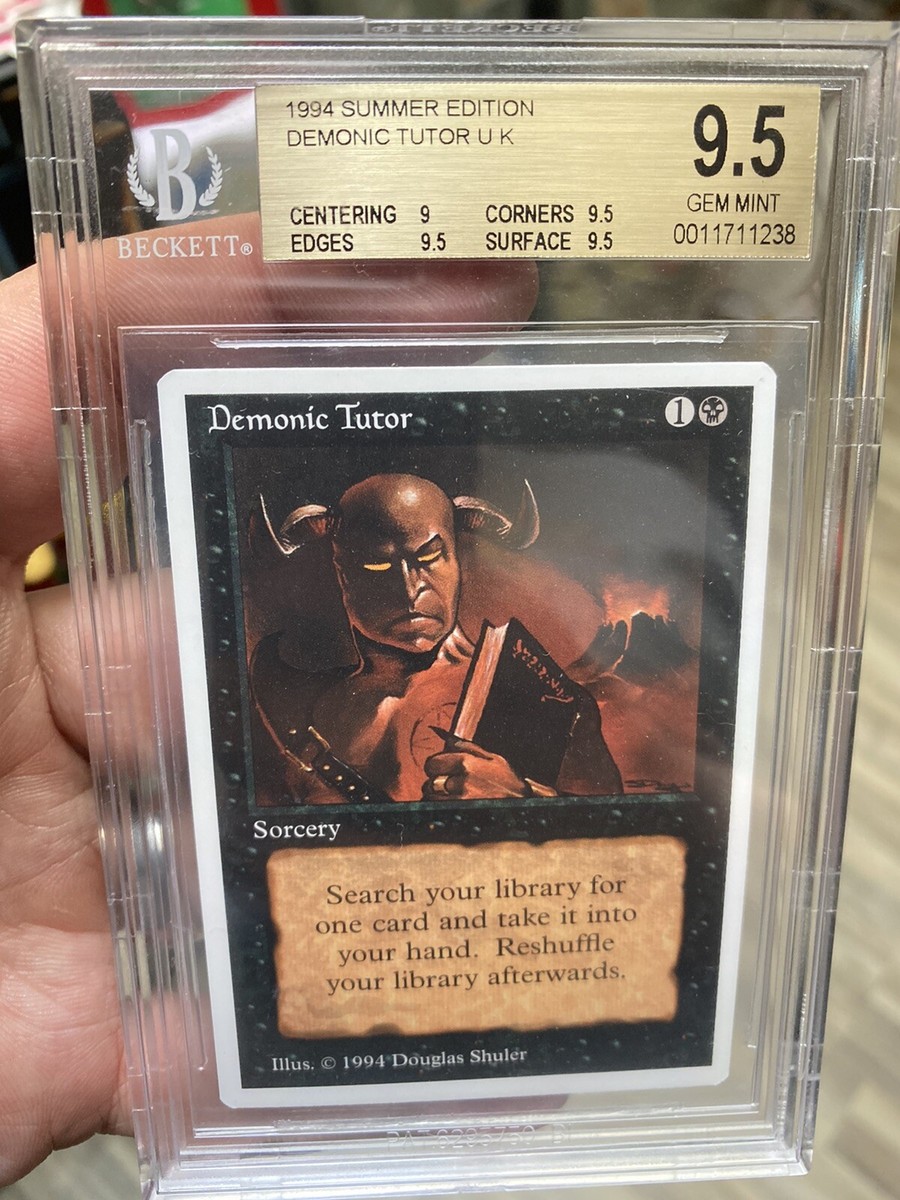 1994 SUMMER EDITION
DEMONIC TUTOR U K
9.5
CENTERING 9 CORNERS 9.5
GEM MINT
EDGES 9.5 SURFACE 9.5
0011711238
B
BECKETT®
Demonic Tutor 1
Sorcery
Search your library for
one card and take it into
your hand. Reshuffle
your library afterwards.
Illus. © 1994 Douglas Shuler